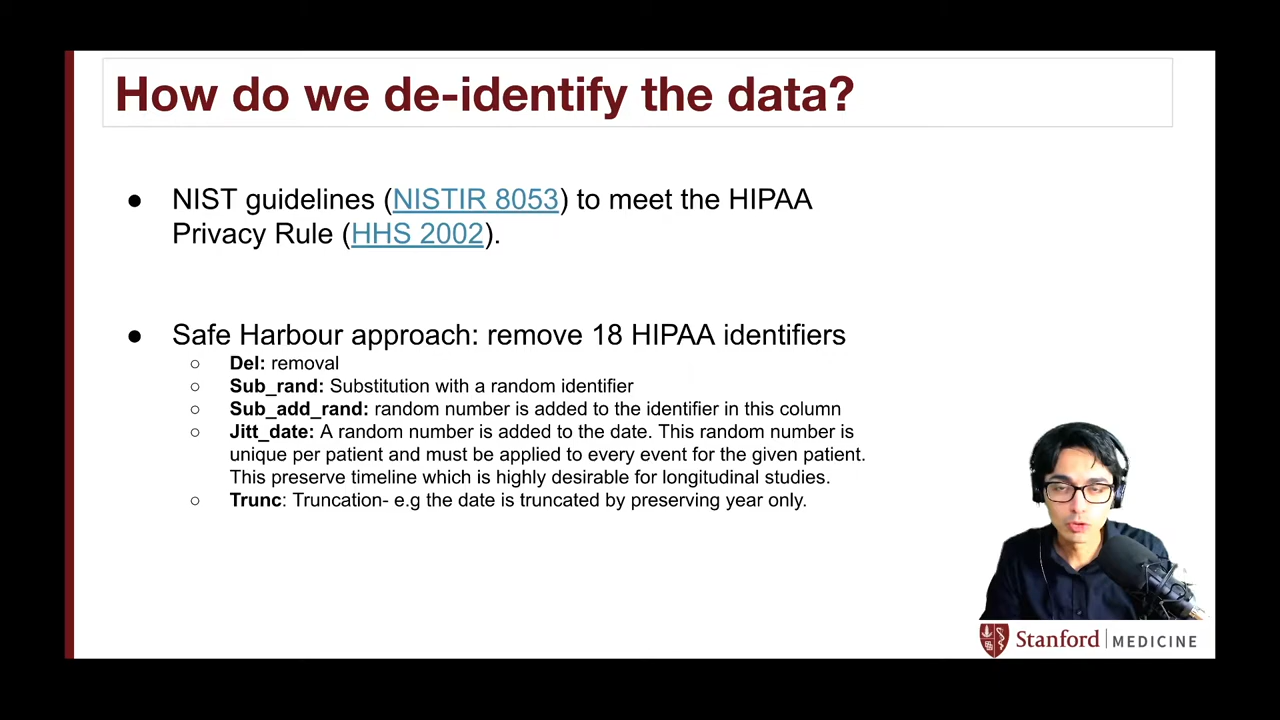 How do we de-identify the data?
● NIST guidelines (NISTIR 8053) to meet the HIPAA
Privacy Rule (HHS 2002).
● Safe Harbour approach: remove 18 HIPAA identifiers
○ Del: removal
○ Sub_rand: Substitution with a random identifier
○ Sub_add_rand: random number is added to the identifier in this column
○ Jitt_date: A random number is added to the date. This random number is
unique per patient and must be applied to every event for the given patient.
This preserve timeline which is highly desirable for longitudinal studies.
○ Trunc: Truncation- e.g the date is truncated by preserving year only.
Stanford | MEDICINE